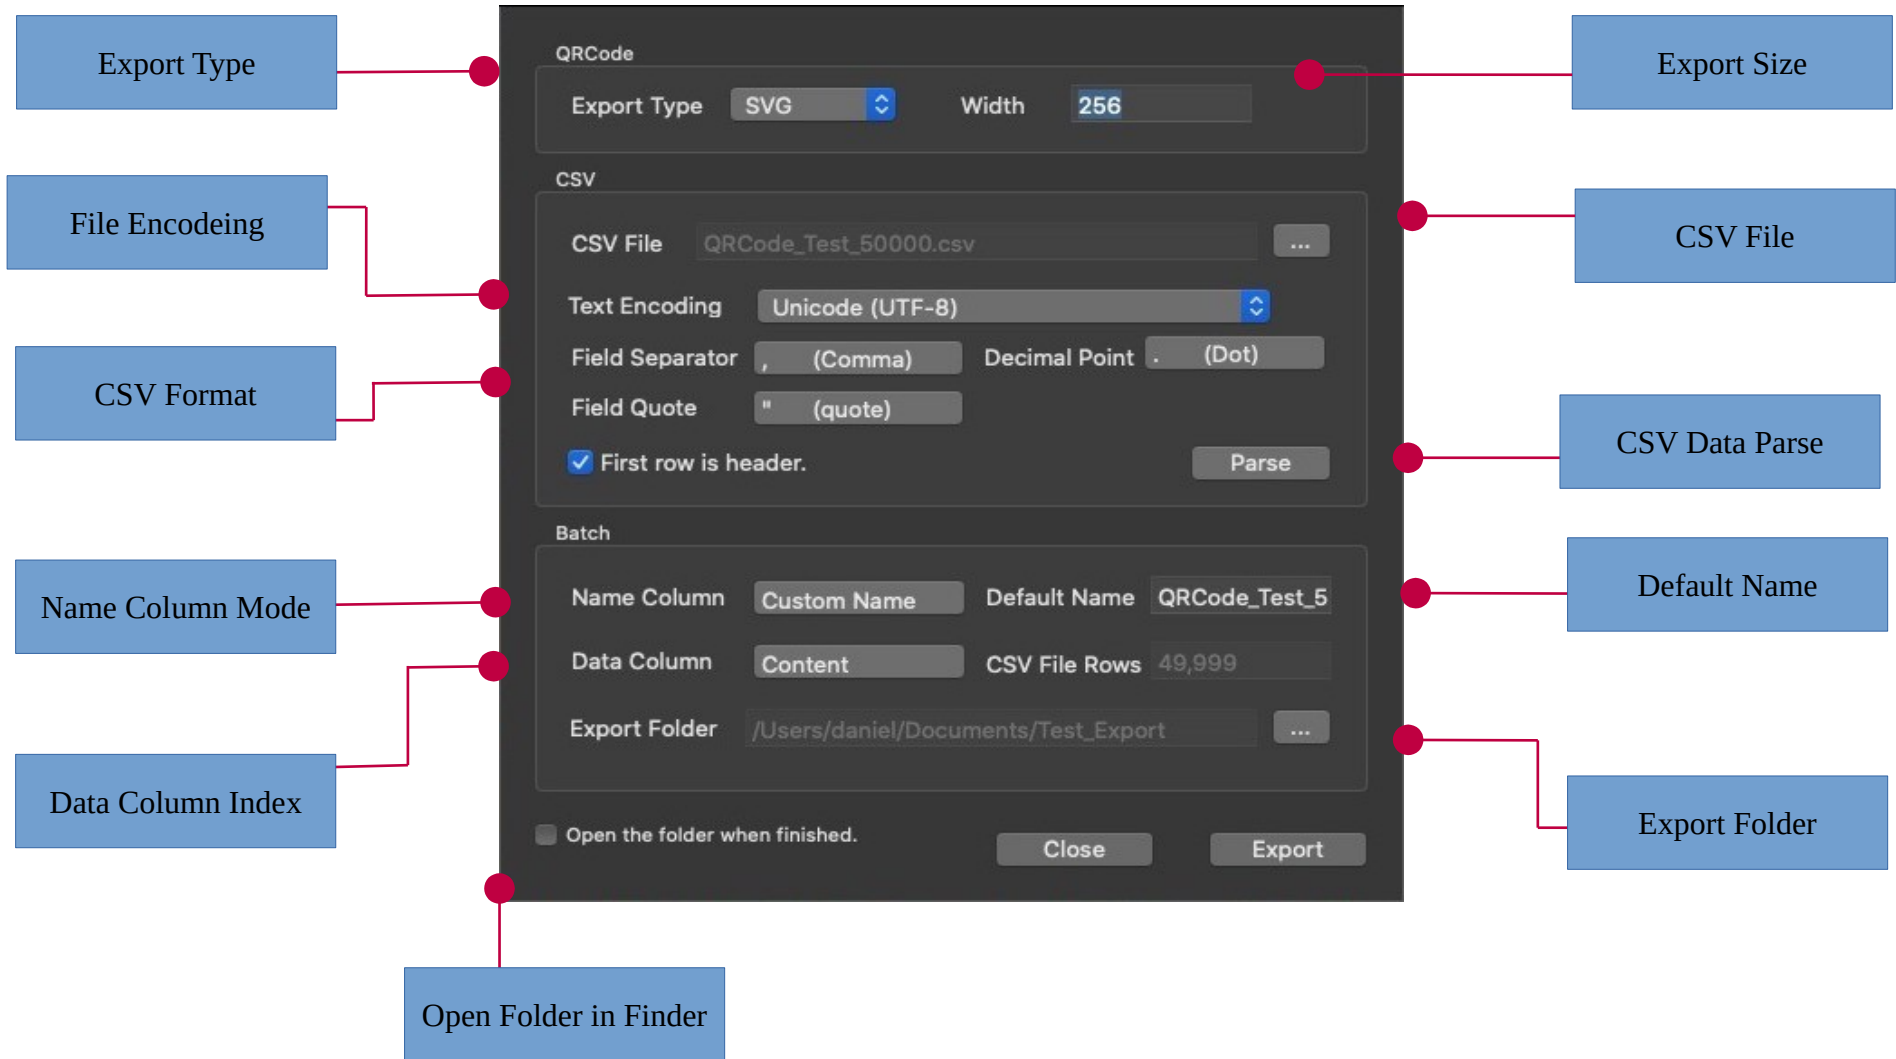 Export Type
Export Size
QRCode
Export Type SVG Width 256
File Encodeing
CSV
CSV File
CSV File QRCode_Test_50000.csv ...
Text Encoding Unicode (UTF-8)
CSV Format
Field Separator , (Comma) Decimal Point . (Dot)
Field Quote " (quote)
CSV Data Parse
First row is header. Parse
Batch
Name Column Mode
Default Name
Name Column Custom Name Default Name QRCode_Test_5
Data Column Content CSV File Rows 49,999
Export Folder /Users/daniel/Documents/Test_Export ...
Data Column Index
Export Folder
Open the folder when finished. Close Export
Open Folder in Finder